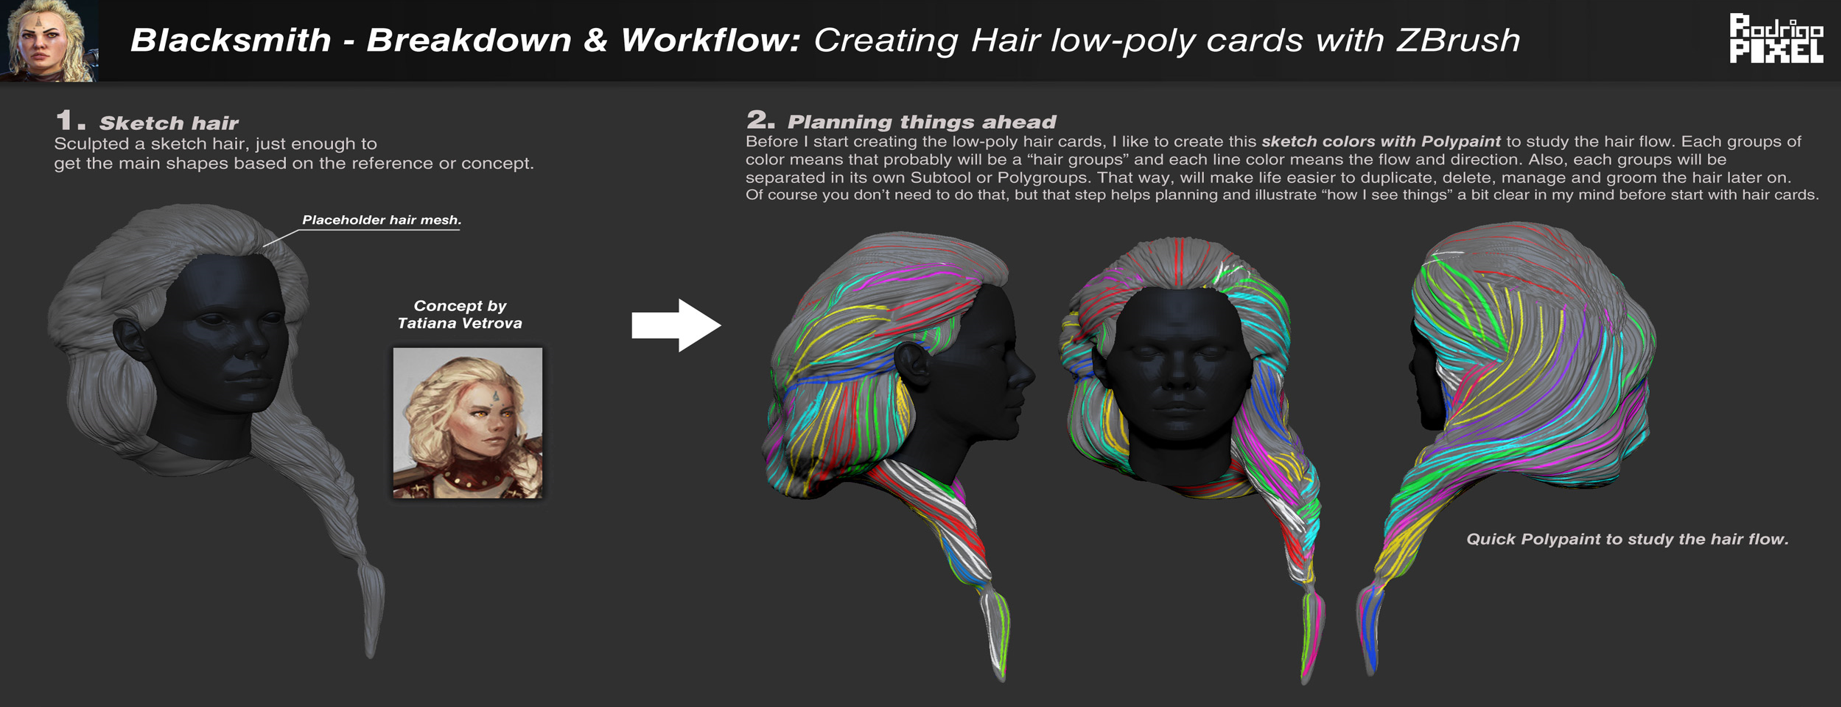 Blacksmith - Breakdown & Workflow: Creating Hair low-poly cards with ZBrush
Rodrigo
PIXEL
1. Sketch hair
Sculpted a sketch hair, just enough to
get the main shapes based on the reference or concept.
Placeholder hair mesh.
Concept by
Tatiana Vetrova
2. Planning things ahead
Before I start creating the low-poly hair cards, I like to create this sketch colors with Polypaint to study the hair flow. Each groups of
color means that probably will be a “hair groups” and each line color means the flow and direction. Also, each groups will be
separated in its own Subtool or Polygroups. That way, will make life easier to duplicate, delete, manage and groom the hair later on.
Of course you don’t need to do that, but that step helps planning and illustrate “how I see things” a bit clear in my mind before start with hair cards.
Quick Polypaint to study the hair flow.